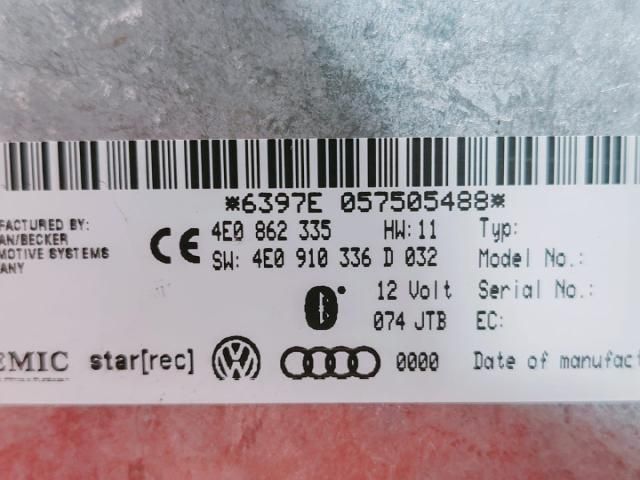 *6397E 057505488*
FACTURED BY:
AN/BECKER
MOTIVE SYSTEMS
ANY
CE
4E0 862 335 HW: 11
SW: 4E0 910 336 D 032
12 Volt
074 JTB
0000
Typ:
Model No.:
Serial No.:
EC:
Date of manufact
EMIC star[rec]